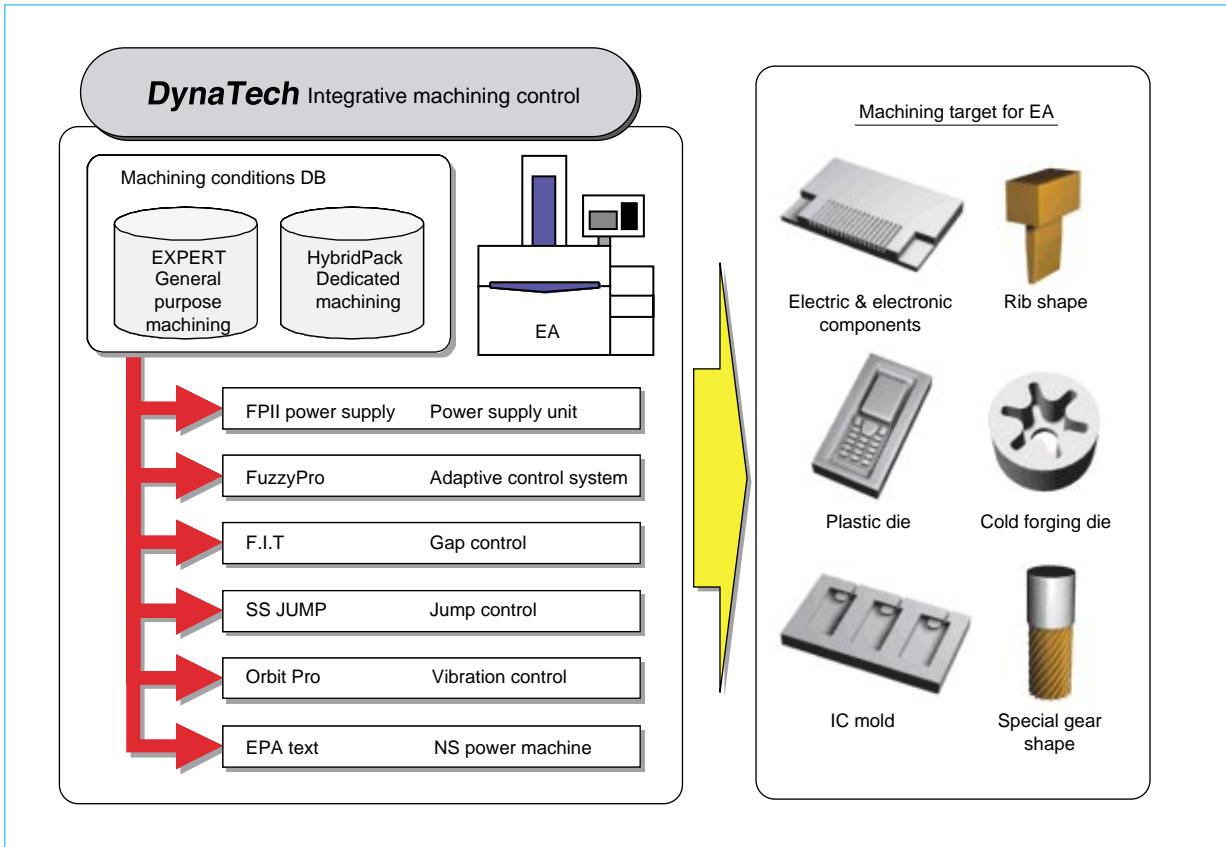 DynaTech Integrative machining control
Machining conditions DB
EXPERT
General
purpose
machining
HybridPack
Dedicated
machining
EA
FPII power supply Power supply unit
FuzzyPro Adaptive control system
F.I.T Gap control
SS JUMP Jump control
Orbit Pro Vibration control
EPA text NS power machine
Machining target for EA
Electric & electronic
components
Rib shape
Plastic die
Cold forging die
IC mold
Special gear
shape